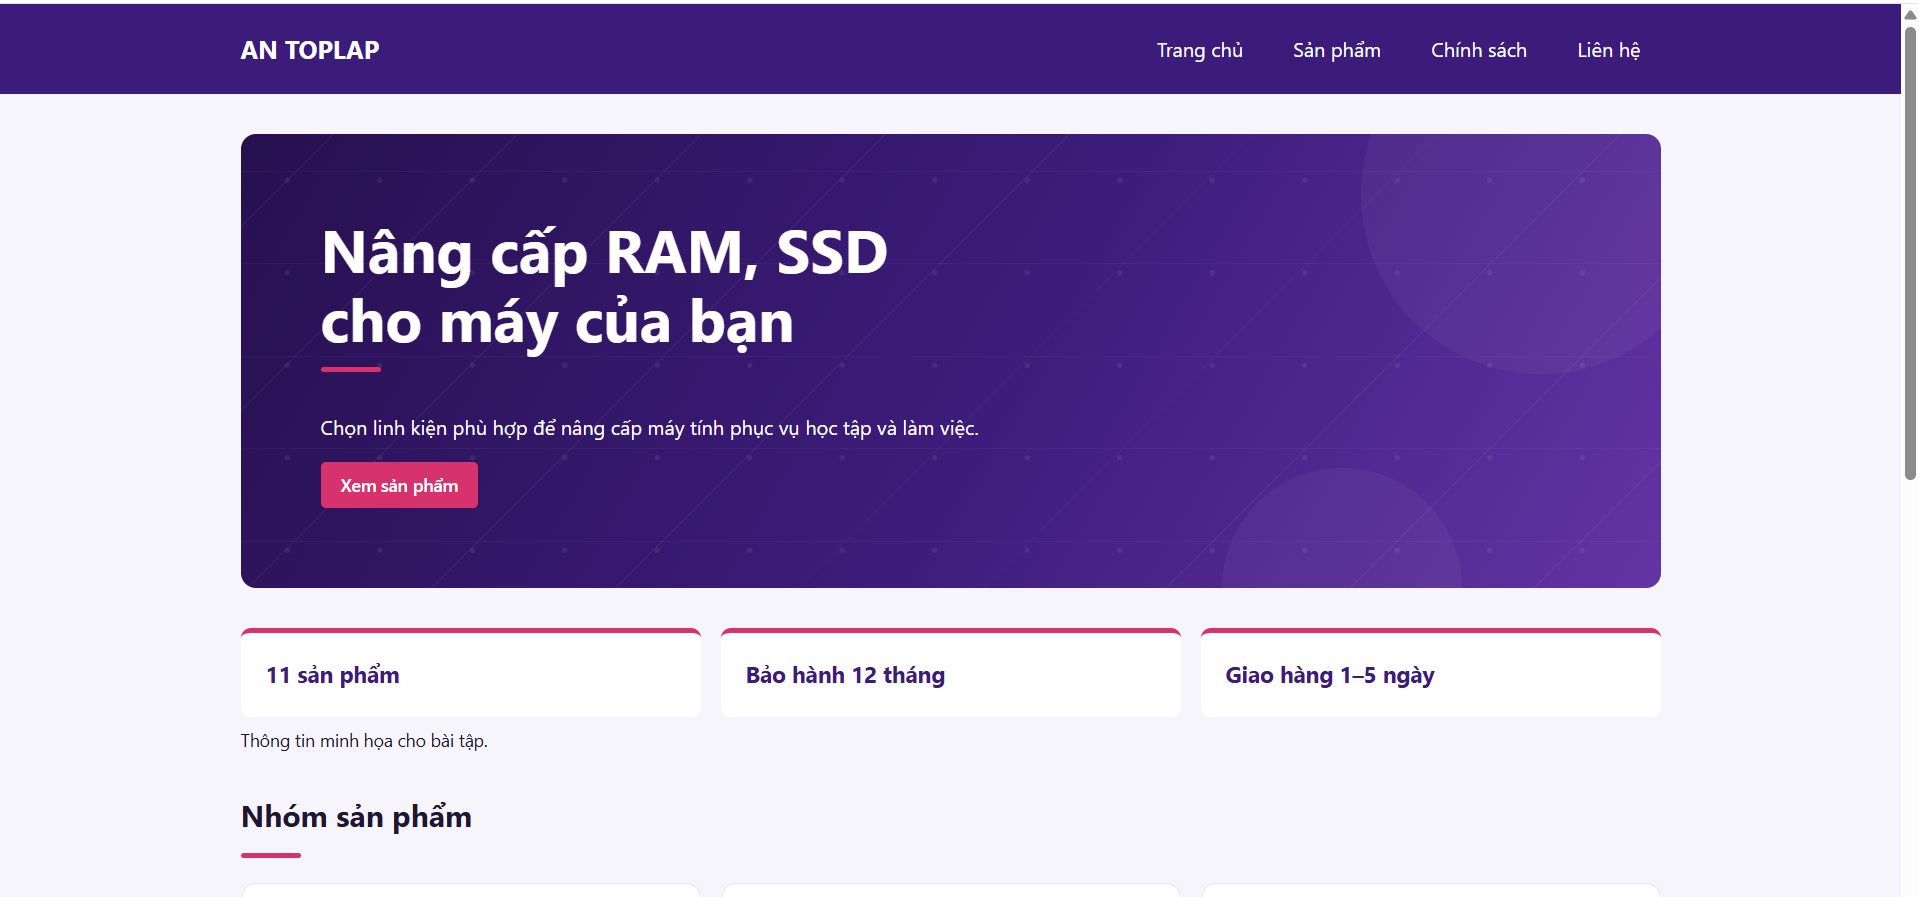 AN TOPLAP
Trang chủ
Sản phẩm
Chính sách
Liên hệ
Nâng cấp RAM, SSD
cho máy của bạn
Chọn linh kiện phù hợp để nâng cấp máy tính phục vụ học tập và làm việc.
Xem sản phẩm
11 sản phẩm
Bảo hành 12 tháng
Giao hàng 1–5 ngày
Thông tin minh họa cho bài tập.
Nhóm sản phẩm